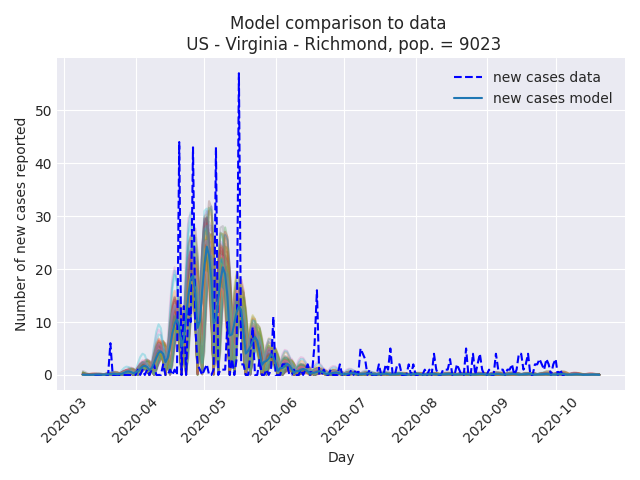 Model comparison to data
US - Virginia - Richmond, pop. = 9023
new cases data
new cases model
Number of new cases reported
50
40
30
20
10
0
2020-03
2020-04
2020-05
2020-06
2020-07
2020-08
2020-09
2020-10
Day